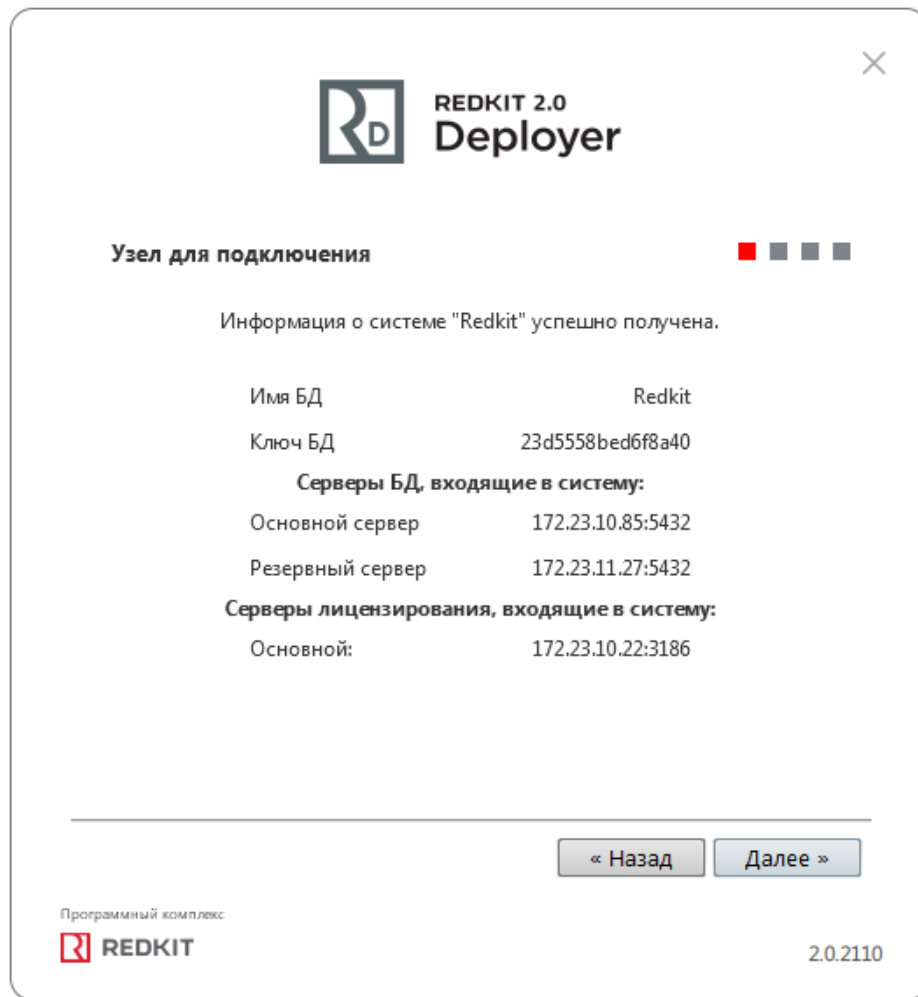 REDKIT 2.0
Deployer
Узел для подключения
Информация о системе "Redkit" успешно получена.
Имя БД Redkit
Ключ БД 23d5558bed6f8a40
Серверы БД, входящие в систему:
Основной сервер 172.23.10.85:5432
Резервный сервер 172.23.11.27:5432
Серверы лицензирования, входящие в систему:
Основной: 172.23.10.22:3186
« Назад Далее »
Программный комплекс
REDKIT
2.0.2110